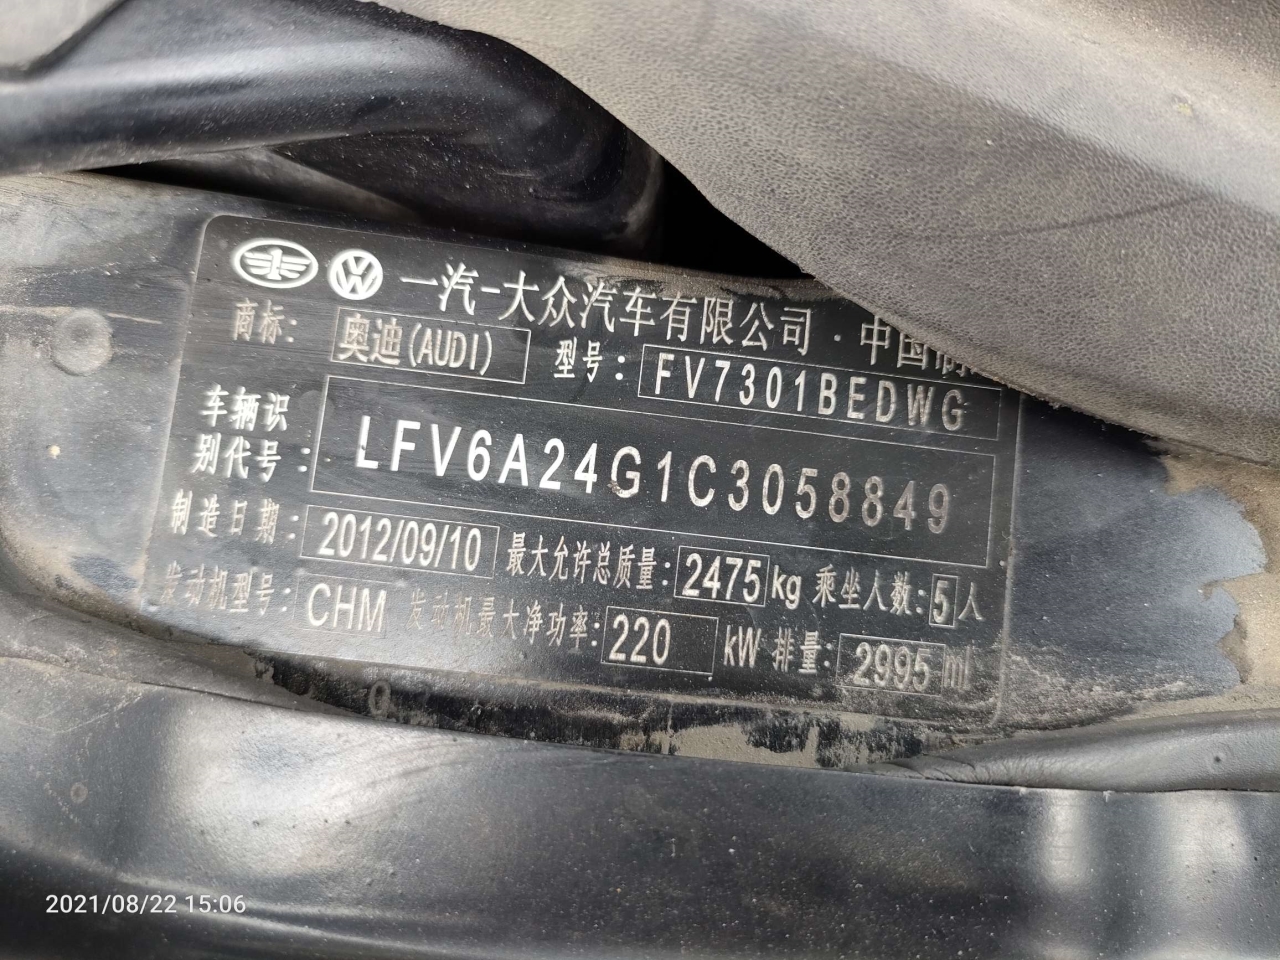 一汽-大众汽车有限公司·中国制
商标: 奥迪(AUDI) 型号: FV7301BEDWG
车辆识
别代号: LFV6A24G1C3058849
制造日期: 2012/09/10 最大允许总质量: 2475 kg 乘坐人数: 5 人
发动机型号: CHM 发动机最大净功率: 220 kW 排量: 2995 ml
2021/08/22 15:06